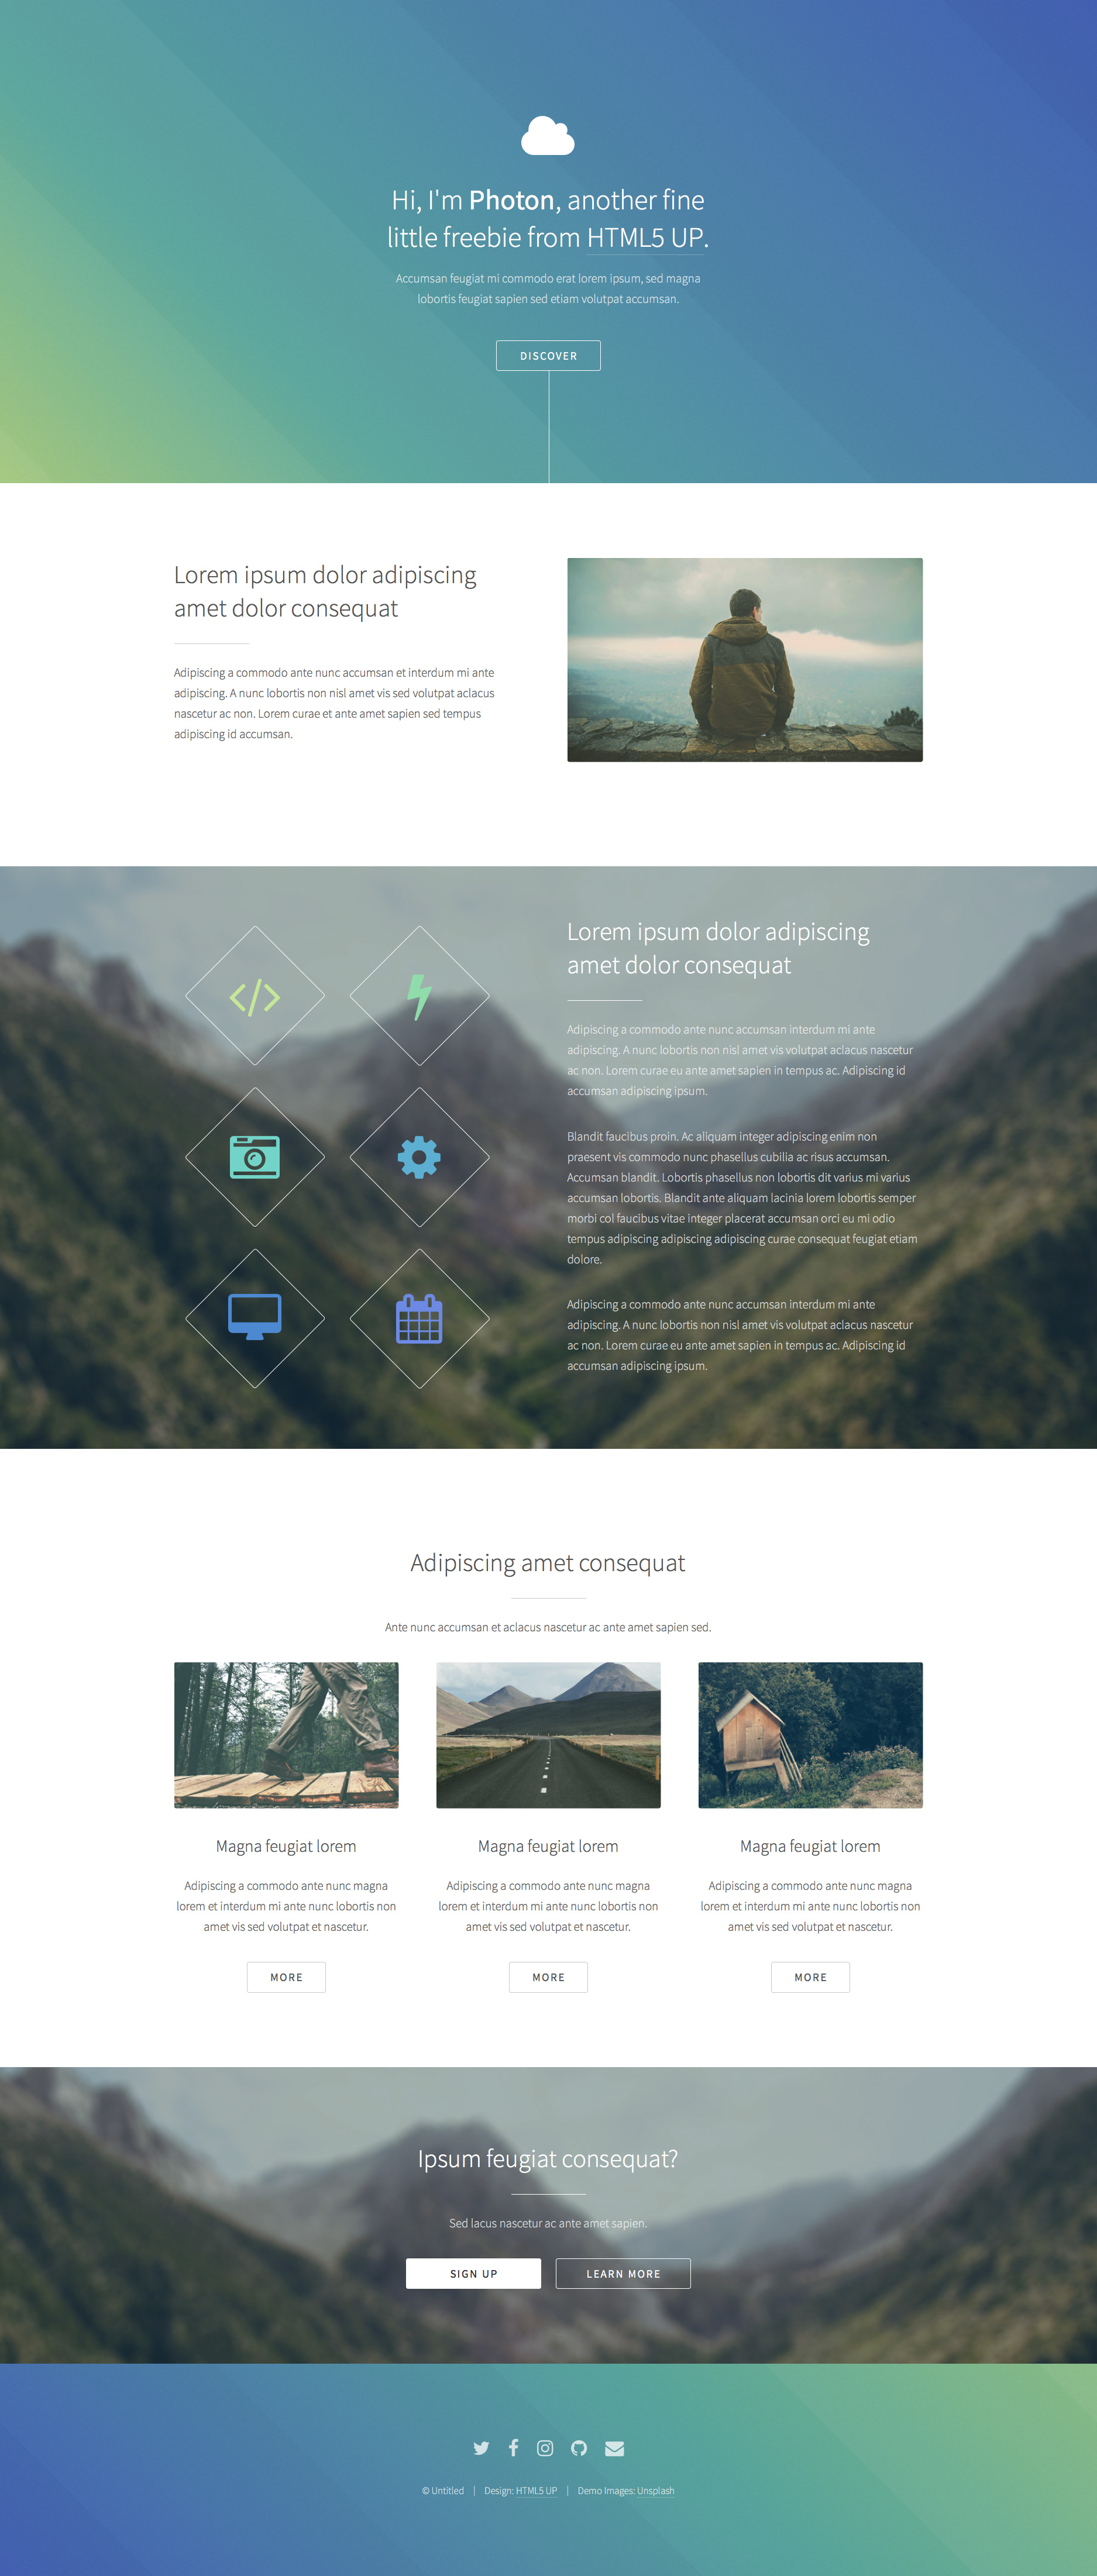 Hi, I'm Photon, another fine
little freebie from HTML5 UP.
Accumsan feugiat mi commodo erat lorem ipsum, sed magna
lobortis feugiat sapien sed etiam volutpat accumsan.
DISCOVER
Lorem ipsum dolor adipiscing
amet dolor consequat
Adipiscing a commodo ante nunc accumsan et interdum mi ante
adipiscing. A nunc lobortis non nisl amet vis sed volutpat aclacus
nascetur ac non. Lorem curae et ante amet sapien sed tempus
adipiscing id accumsan.
Lorem ipsum dolor adipiscing
amet dolor consequat
Adipiscing a commodo ante nunc accumsan interdum mi ante
adipiscing. A nunc lobortis non nisl amet vis volutpat aclacus nascetur
ac non. Lorem curae eu ante amet sapien in tempus ac. Adipiscing id
accumsan adipiscing ipsum.
Blandit faucibus proin. Ac aliquam integer adipiscing enim non
praesent vis commodo nunc phasellus cubilia ac risus accumsan.
Accumsan blandit. Lobortis phasellus non lobortis dit varius mi varius
accumsan lobortis. Blandit ante aliquam lacinia lorem lobortis semper
morbi col faucibus vitae integer placerat accumsan orci eu mi odio
tempus adipiscing adipiscing adipiscing curae consequat feugiat etiam
dolore.
Adipiscing a commodo ante nunc accumsan interdum mi ante
adipiscing. A nunc lobortis non nisl amet vis volutpat aclacus nascetur
ac non. Lorem curae eu ante amet sapien in tempus ac. Adipiscing id
accumsan adipiscing ipsum.
Adipiscing amet consequat
Ante nunc accumsan et aclacus nascetur ac ante amet sapien sed.
Magna feugiat lorem
Adipiscing a commodo ante nunc magna
lorem et interdum mi ante nunc lobortis non
amet vis sed volutpat et nascetur.
MORE
Magna feugiat lorem
Adipiscing a commodo ante nunc magna
lorem et interdum mi ante nunc lobortis non
amet vis sed volutpat et nascetur.
MORE
Magna feugiat lorem
Adipiscing a commodo ante nunc magna
lorem et interdum mi ante nunc lobortis non
amet vis sed volutpat et nascetur.
MORE
Ipsum feugiat consequat?
Sed lacus nascetur ac ante amet sapien.
SIGN UP
LEARN MORE
© Untitled | Design: HTML5 UP | Demo Images: Unsplash